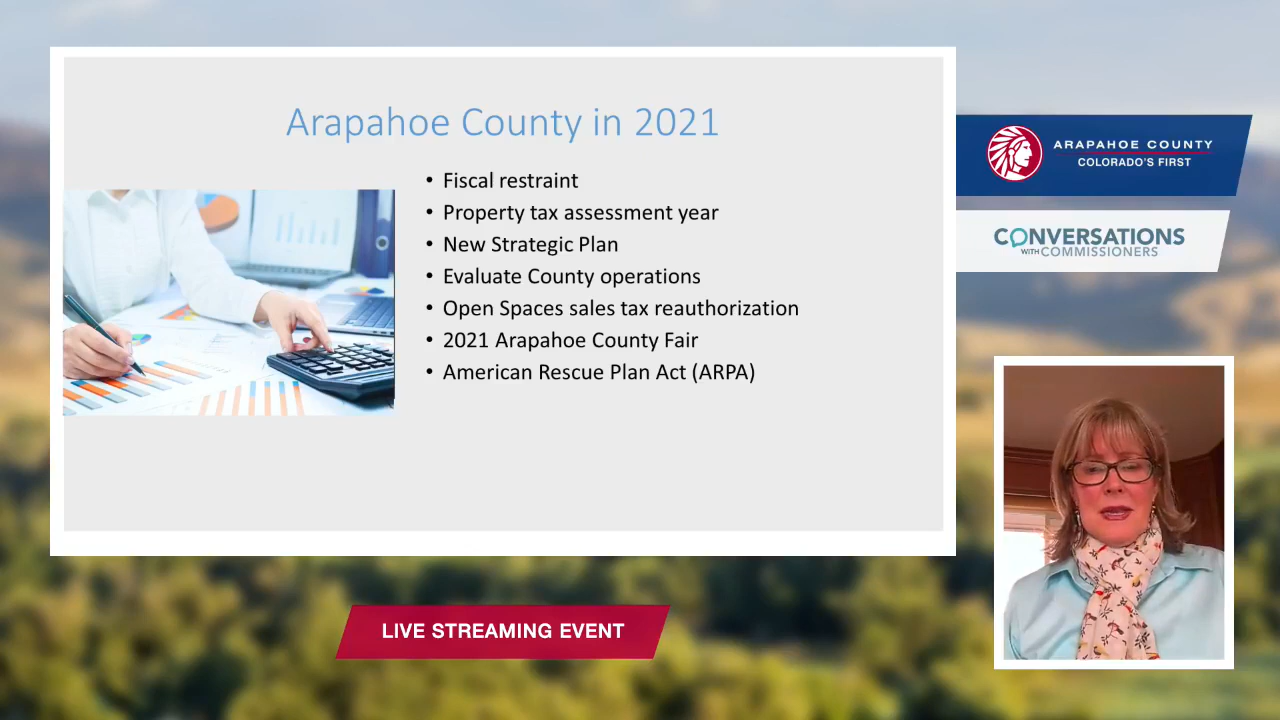 Arapahoe County in 2021
• Fiscal restraint
• Property tax assessment year
• New Strategic Plan
• Evaluate County operations
• Open Spaces sales tax reauthorization
• 2021 Arapahoe County Fair
• American Rescue Plan Act (ARPA)
ARAPAHOE COUNTY
COLORADO'S FIRST
CONVERSATIONS
WITH COMMISSIONERS
LIVE STREAMING EVENT